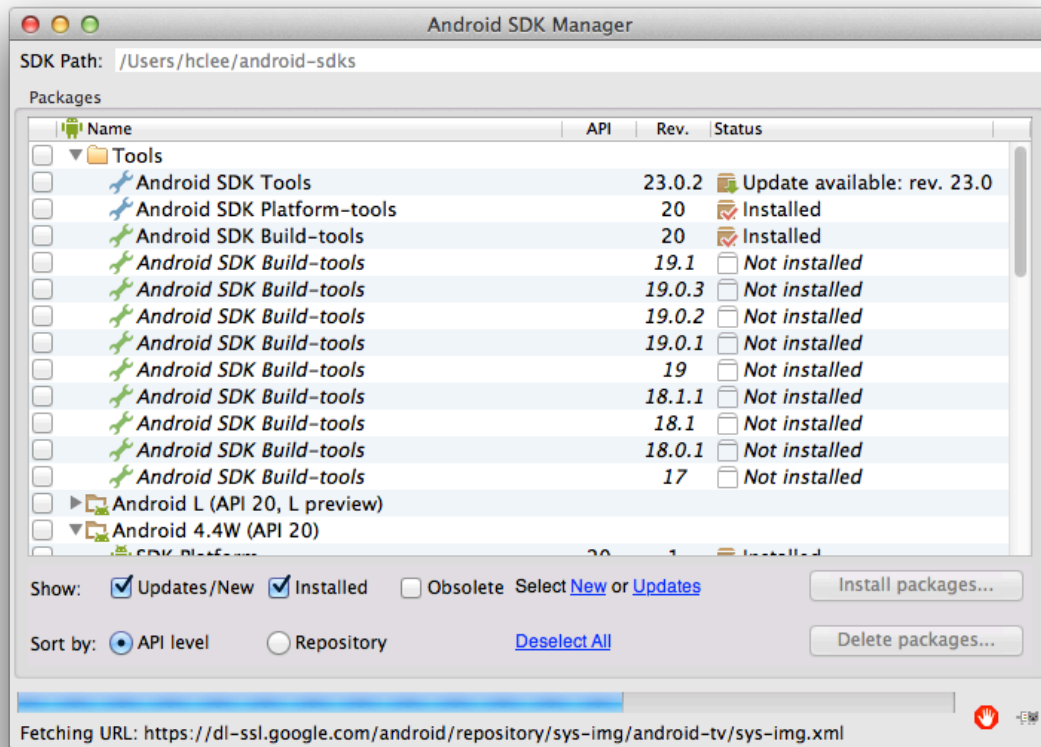 Android SDK Manager
SDK Path: /Users/hclee/android-sdks
Packages
Name API Rev. Status
Tools
Android SDK Tools 23.0.2 Update available: rev. 23.0
Android SDK Platform-tools 20 Installed
Android SDK Build-tools 20 Installed
Android SDK Build-tools 19.1 Not installed
Android SDK Build-tools 19.0.3 Not installed
Android SDK Build-tools 19.0.2 Not installed
Android SDK Build-tools 19.0.1 Not installed
Android SDK Build-tools 19 Not installed
Android SDK Build-tools 18.1.1 Not installed
Android SDK Build-tools 18.1 Not installed
Android SDK Build-tools 18.0.1 Not installed
Android SDK Build-tools 17 Not installed
Android L (API 20, L preview)
Android 4.4W (API 20)
SDK Platform 20 1 Installed
Show: Updates/New Installed Obsolete Select New or Updates Install packages...
Sort by: API level Repository Deselect All Delete packages...
Fetching URL: https://dl-ssl.google.com/android/repository/sys-img/android-tv/sys-img.xml